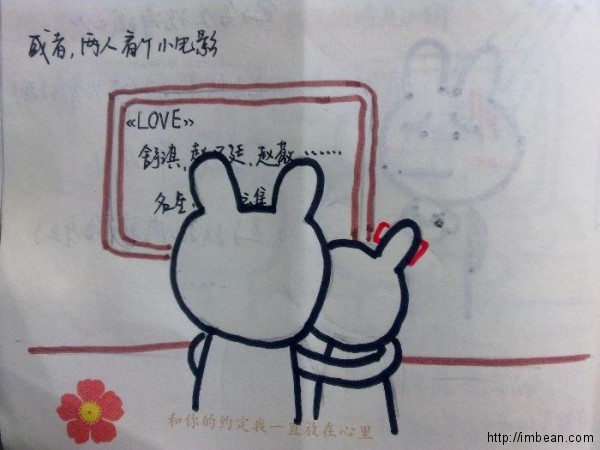 或者,两人看个小电影
《LOVE》
舒淇,赵又廷,赵薇……
名
和你的约定我一直放在心里
http://imbean.com